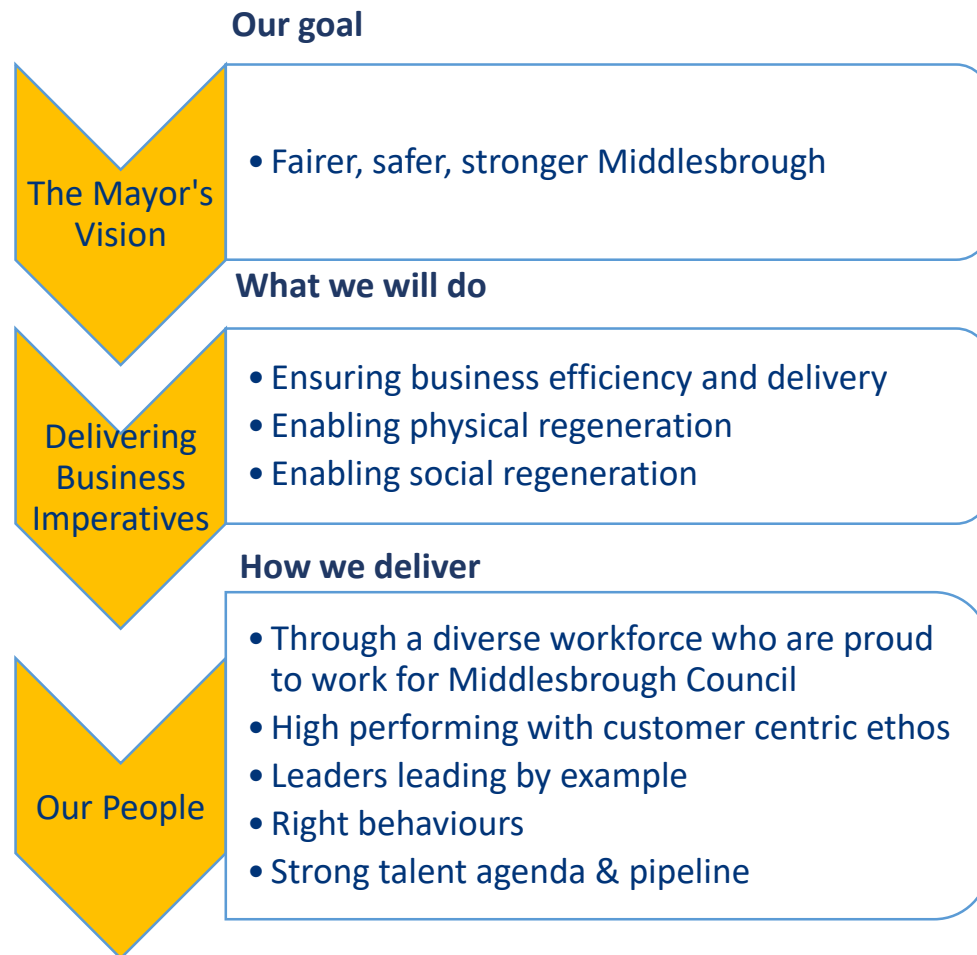 Our goal
The Mayor's
Vision
• Fairer, safer, stronger Middlesbrough
What we will do
Delivering
Business
Imperatives
• Ensuring business efficiency and delivery
• Enabling physical regeneration
• Enabling social regeneration
How we deliver
Our People
• Through a diverse workforce who are proud
to work for Middlesbrough Council
• High performing with customer centric ethos
• Leaders leading by example
• Right behaviours
• Strong talent agenda & pipeline